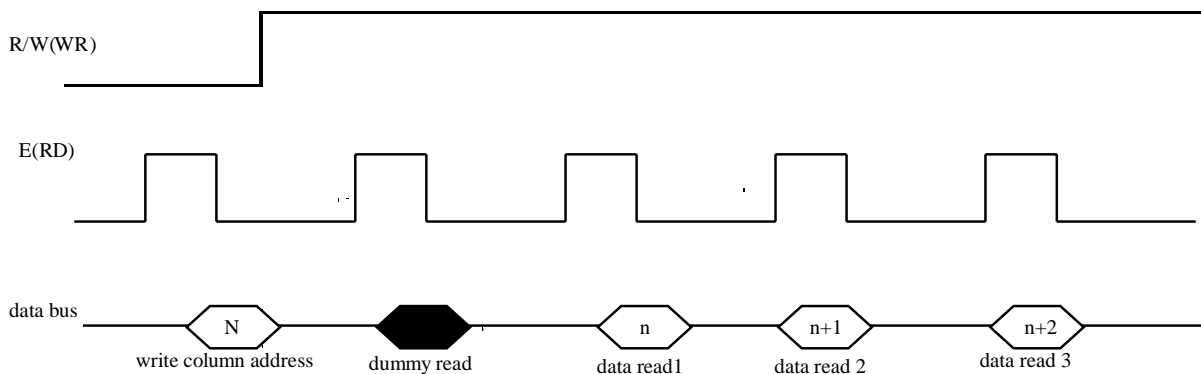 R/W(WR)
E(RD)
data bus
N
n
n+1
n+2
write column address
dummy read
data read1
data read 2
data read 3